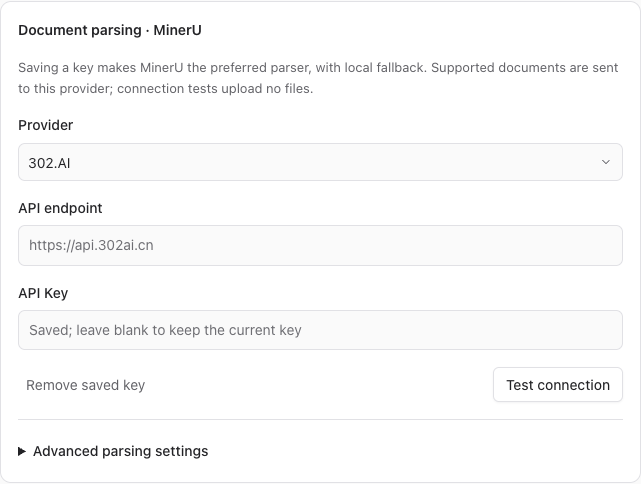 Document parsing · MinerU
Saving a key makes MinerU the preferred parser, with local fallback. Supported documents are sent
to this provider; connection tests upload no files.
Provider
302.AI
API endpoint
https://api.302ai.cn
API Key
Saved; leave blank to keep the current key
Remove saved key
Test connection
Advanced parsing settings